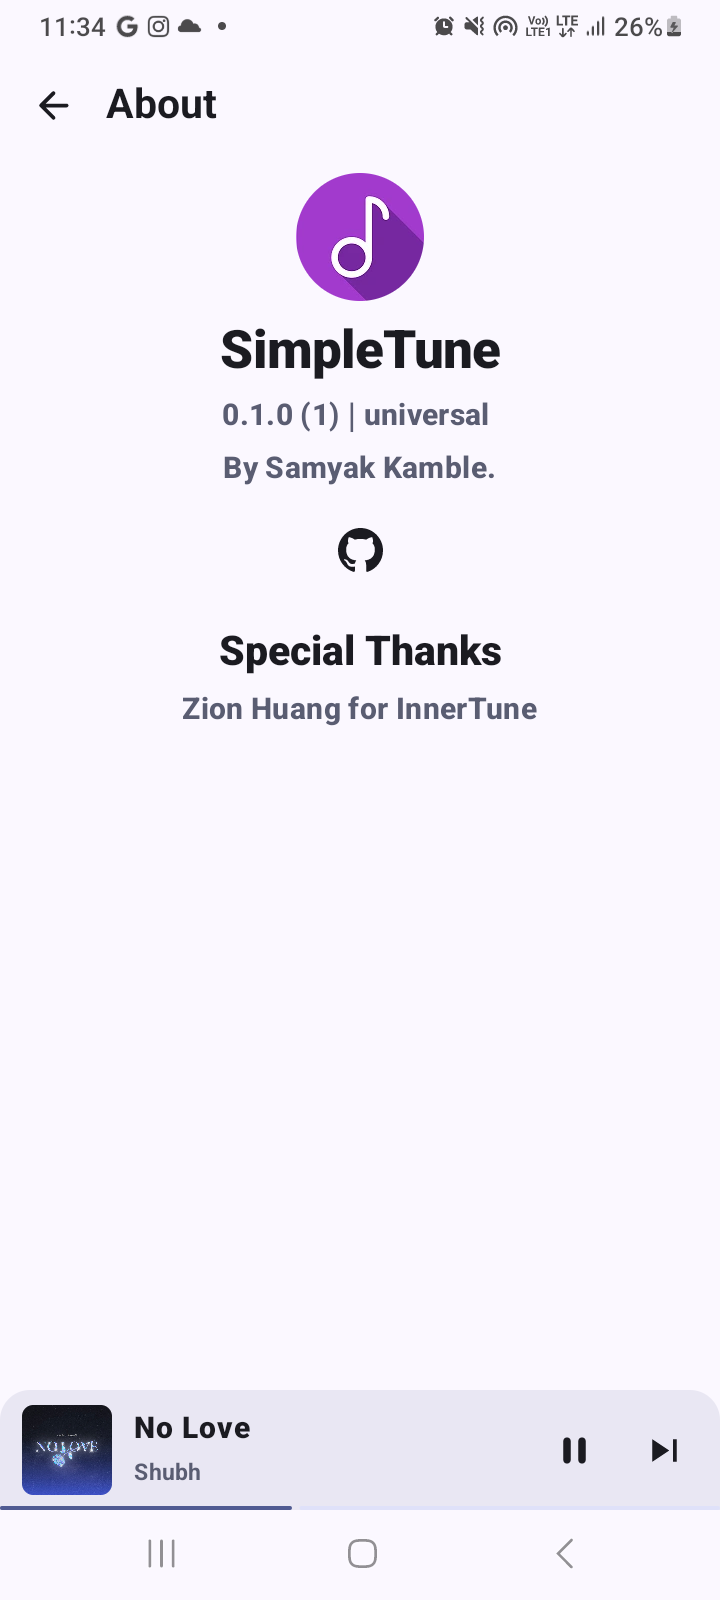 11:34
Vo))
LTE1
LTE
26%
About
SimpleTune
0.1.0 (1) | universal
By Samyak Kamble.
Special Thanks
Zion Huang for InnerTune
NO LOVE
No Love
Shubh